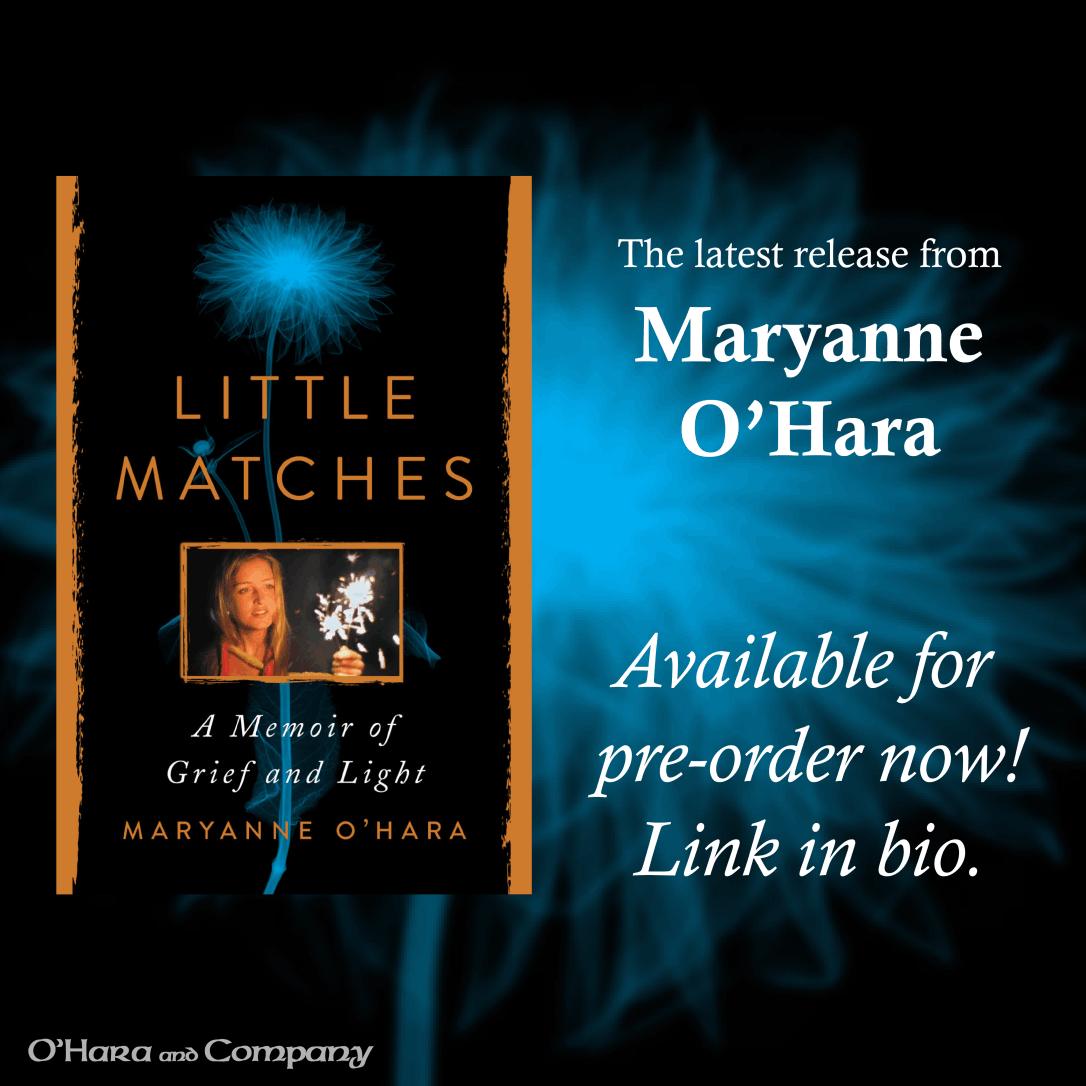 LITTLE
MATCHES
A Memoir of
Grief and Light
MARYANNE O'HARA
The latest release from
Maryanne
O'Hara
Available for
pre-order now!
Link in bio.
O'Hara and Company